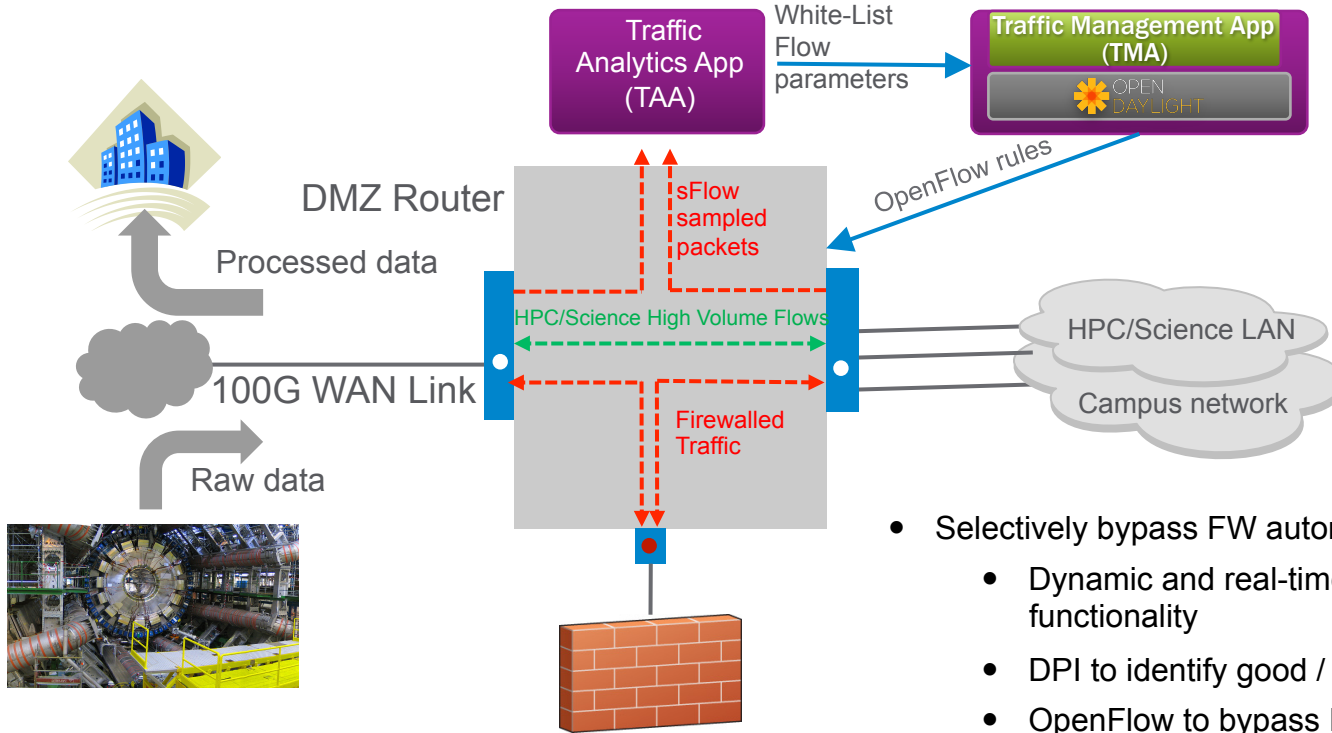 Traffic
Analytics App
(TAA)
White-List
Flow
parameters
Traffic Management App
(TMA)
OPEN
DAYLIGHT
OpenFlow rules
DMZ Router
sFlow
sampled
packets
Processed data
HPC/Science High Volume Flows
HPC/Science LAN
100G WAN Link
Campus network
Firewalled
Traffic
Raw data
• Selectively bypass FW
• Dynamic and real-time
functionality
• DPI to identify good /
• OpenFlow to bypass